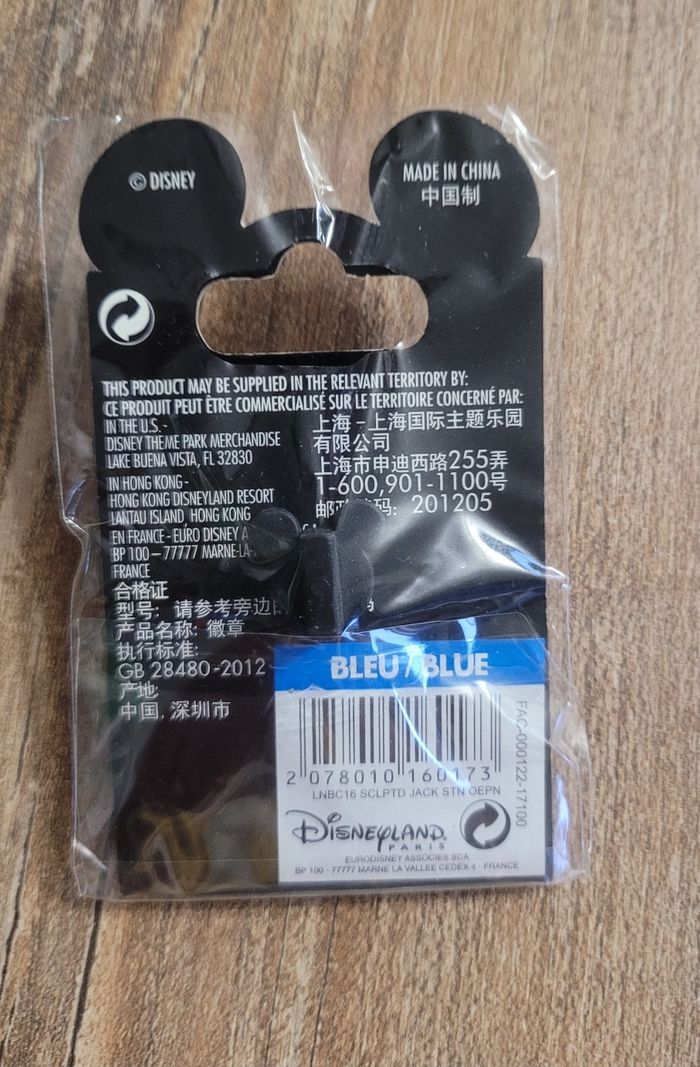 © DISNEY
MADE IN CHINA
中国制
THIS PRODUCT MAY BE SUPPLIED IN THE RELEVANT TERRITORY BY:
CE PRODUIT PEUT ÊTRE COMMERCIALISÉ SUR LE TERRITOIRE CONCERNÉ PAR:
IN THE U.S.-
DISNEY THEME PARK MERCHANDISE
LAKE BUENA VISTA, FL 32830
IN HONG KONG-
HONG KONG DISNEYLAND RESORT
LANTAU ISLAND, HONG KONG
EN FRANCE - EURO DISNEY
BP 100 – 77777 MARNE-LA-
FRANCE
上海 – 上海国际主题乐园
有限公司
上海市申迪西路255弄
1-600,901-1100号
邮 码: 201205
合格证
型号: 请参考旁边
产品名称: 徽章
执行标准:
GB 28480-2012
产地:
中国, 深圳市
BLEU / BLUE
2 078010 160173
LNBC16 SCLPTD JACK STN OEPN
FAC-000122-17100
DISNEYLAND
PARIS
EURODISNEY ASSOCIES SCA
BP 100 - 77777 MARNE LA VALLEE CEDEX 4 - FRANCE